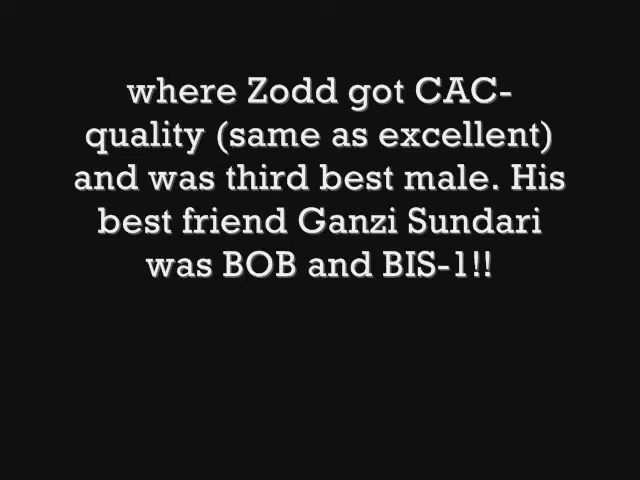 where Zodd got CAC-
quality (same as excellent)
and was third best male. His
best friend Ganzi Sundari
was BOB and BIS-1!!